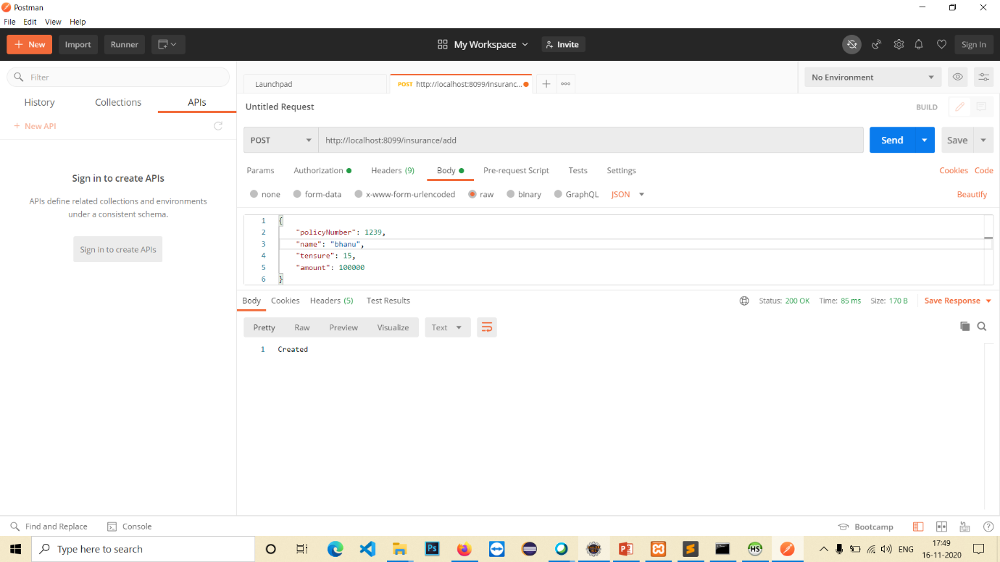 Postman
File Edit View Help
New Import Runner My Workspace Invite Sign In
Filter
History Collections APIs
New API
Sign in to create APIs
APIs define related collections and environments
under a consistent schema.
Sign in to create APIs
Launchpad POST http://localhost:8099/insuranc... No Environment
Untitled Request BUILD
POST http://localhost:8099/insurance/add Send Save
Params Authorization Headers (9) Body Pre-request Script Tests Settings Cookies Code
none form-data x-www-form-urlencoded raw binary GraphQL JSON Beautify
1 {
2 "policyNumber": 1239,
3 "name": "bhanu",
4 "tensure": 15,
5 "amount": 100000
6 }
Body Cookies Headers (5) Test Results Status: 200 OK Time: 85 ms Size: 170 B Save Response
Pretty Raw Preview Visualize Text
1 Created
Find and Replace Console Bootcamp
Type here to search Ps HS ENG 17:49
16-11-2020